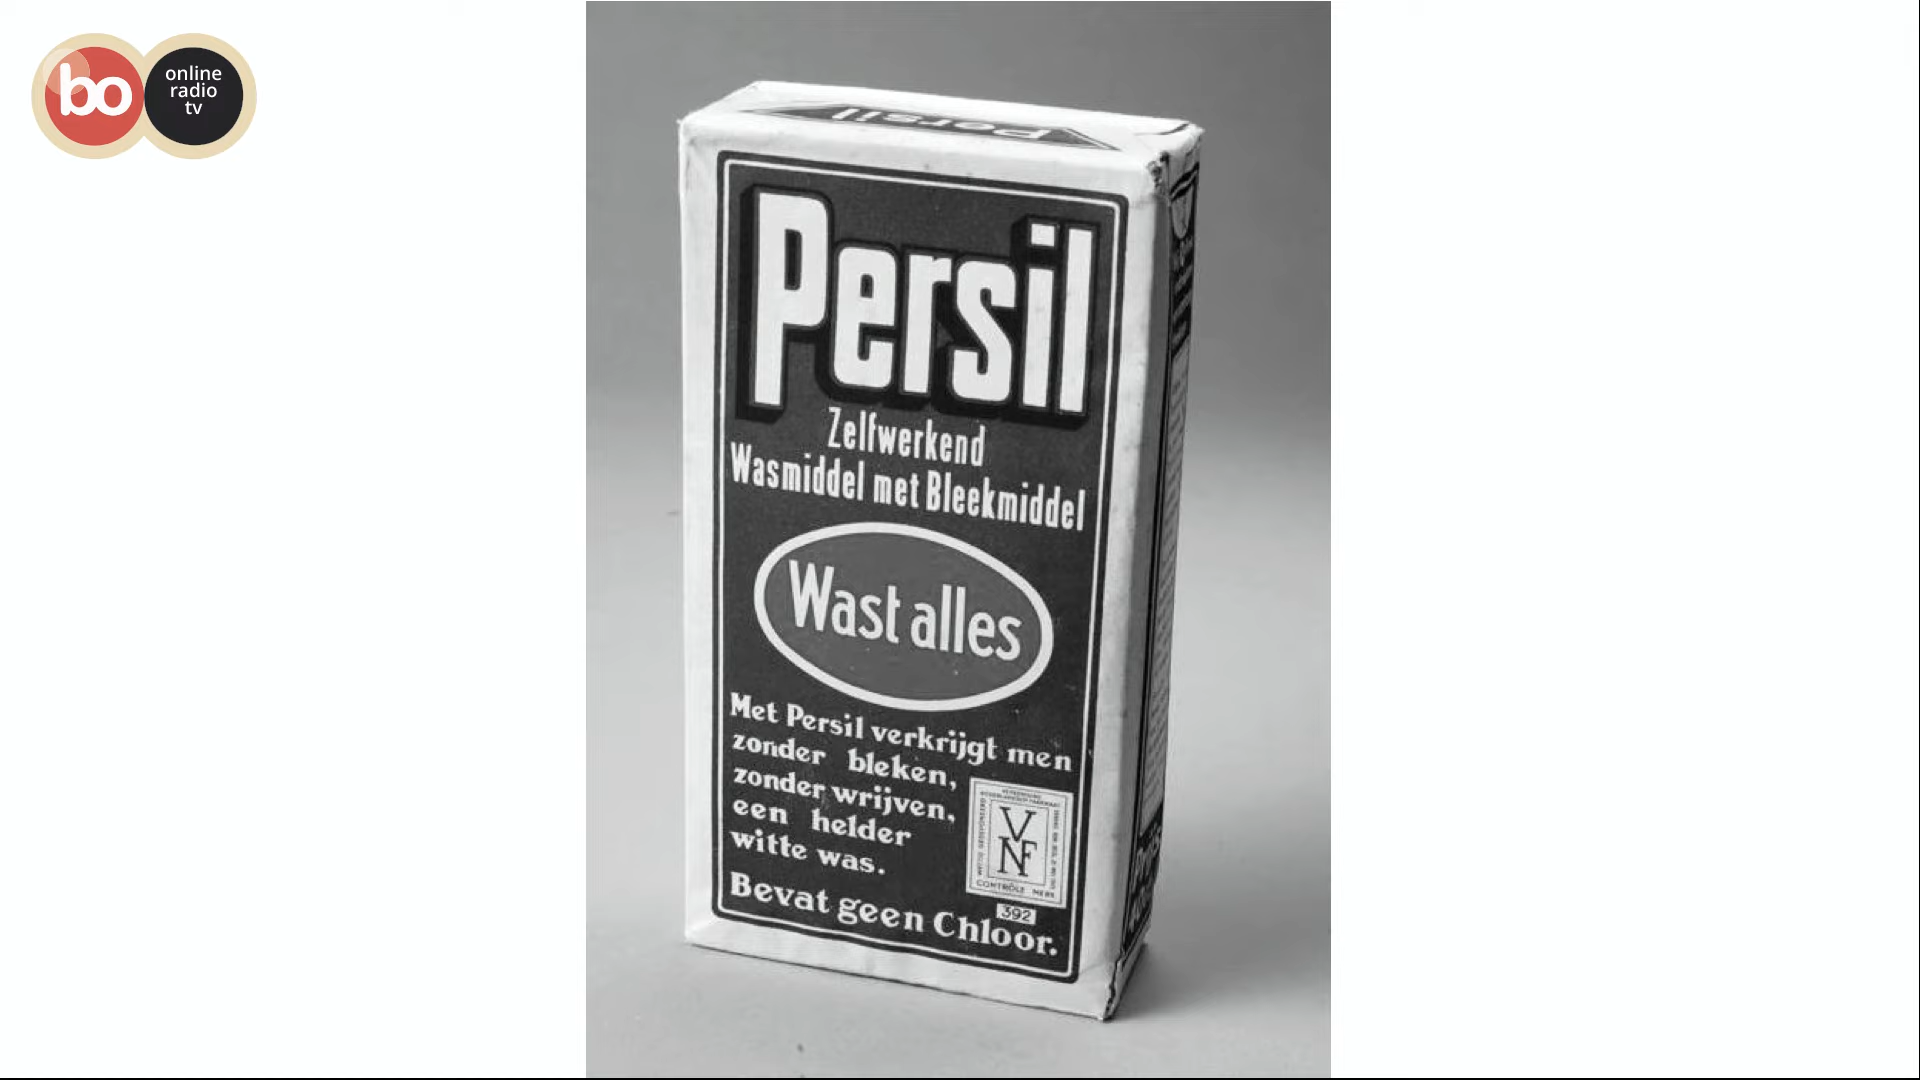 bo
online
radio
tv
Persil
Persil
Zelfwerkend
Wasmiddel met Bleekmiddel
Wast alles
Met Persil verkrijgt men
zonder bleken,
zonder wrijven,
een helder
witte was.
VNF
CONTRÔLE MERK
392
Bevat geen Chloor.